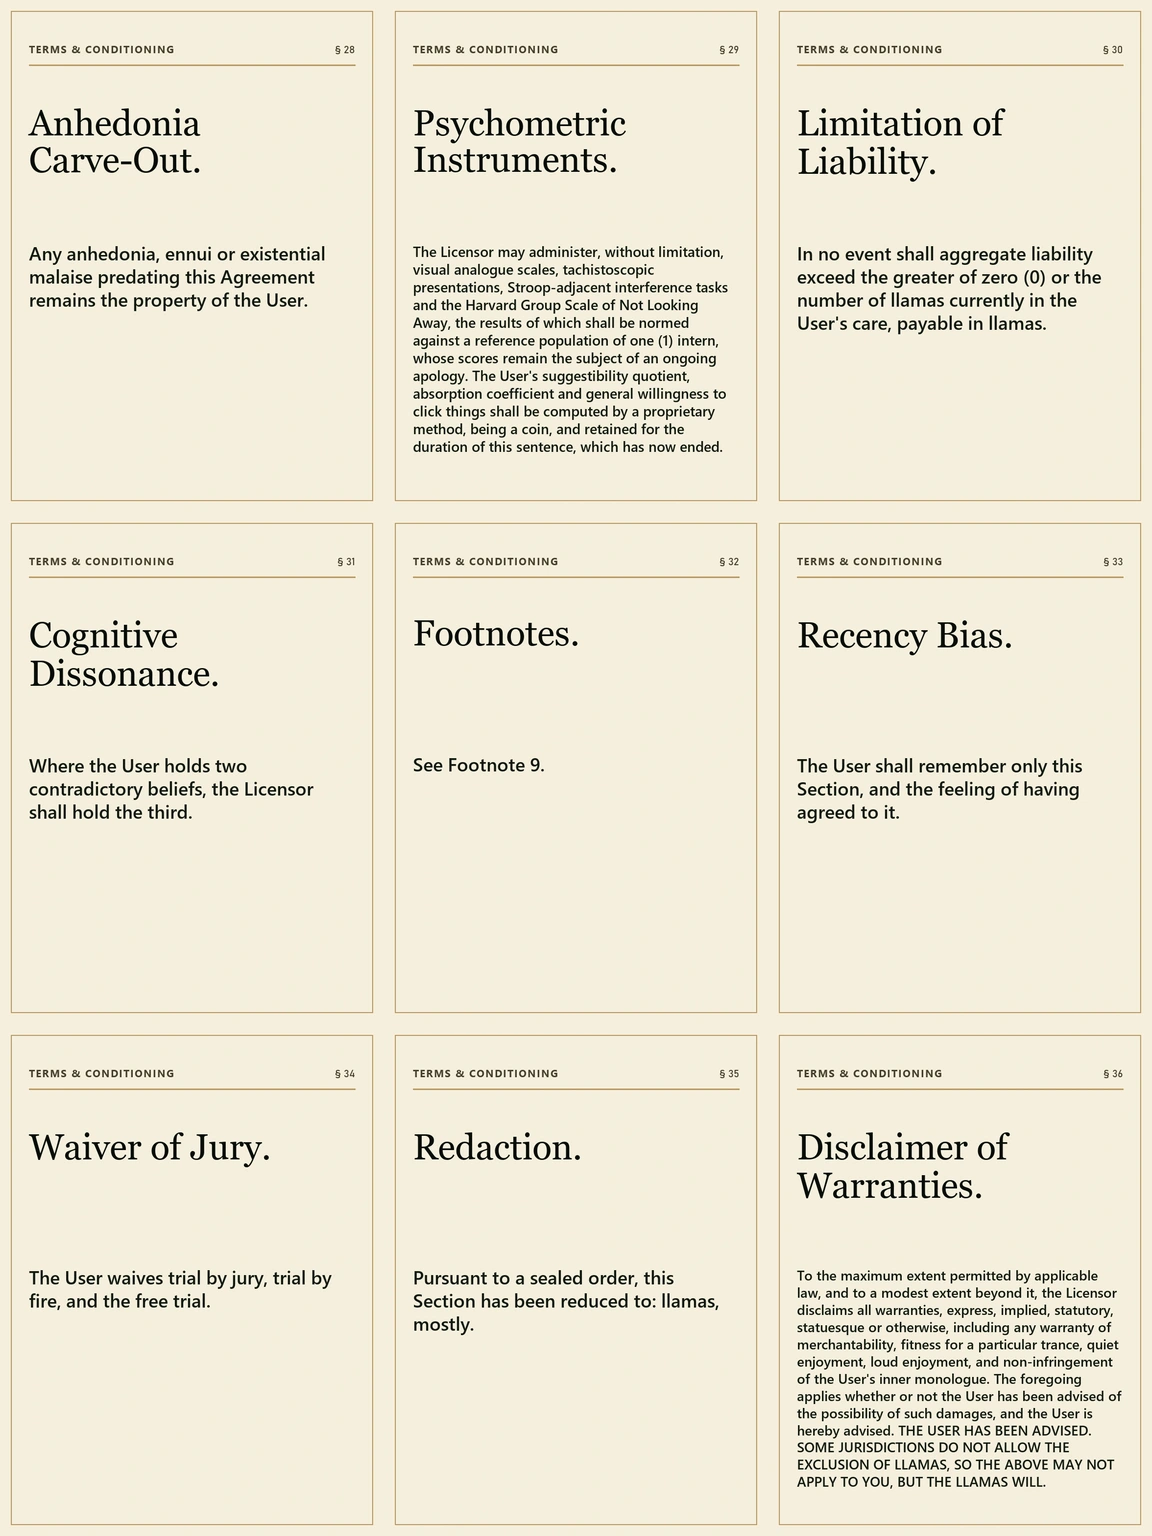 TERMS & CONDITIONING
§ 28
Anhedonia
Carve-Out.
Any anhedonia, ennui or existential
malaise predating this Agreement
remains the property of the User.
TERMS & CONDITIONING
§ 29
Psychometric
Instruments.
The Licensor may administer, without limitation,
visual analogue scales, tachistoscopic
presentations, Stroop-adjacent interference tasks
and the Harvard Group Scale of Not Looking
Away, the results of which shall be normed
against a reference population of one (1) intern,
whose scores remain the subject of an ongoing
apology. The User's suggestibility quotient,
absorption coefficient and general willingness to
click things shall be computed by a proprietary
method, being a coin, and retained for the
duration of this sentence, which has now ended.
TERMS & CONDITIONING
§ 30
Limitation of
Liability.
In no event shall aggregate liability
exceed the greater of zero (0) or the
number of llamas currently in the
User's care, payable in llamas.
TERMS & CONDITIONING
§ 31
Cognitive
Dissonance.
Where the User holds two
contradictory beliefs, the Licensor
shall hold the third.
TERMS & CONDITIONING
§ 32
Footnotes.
See Footnote 9.
TERMS & CONDITIONING
§ 33
Recency Bias.
The User shall remember only this
Section, and the feeling of having
agreed to it.
TERMS & CONDITIONING
§ 34
Waiver of Jury.
The User waives trial by jury, trial by
fire, and the free trial.
TERMS & CONDITIONING
§ 35
Redaction.
Pursuant to a sealed order, this
Section has been reduced to: llamas,
mostly.
TERMS & CONDITIONING
§ 36
Disclaimer of
Warranties.
To the maximum extent permitted by applicable
law, and to a modest extent beyond it, the Licensor
disclaims all warranties, express, implied, statutory,
statuesque or otherwise, including any warranty of
merchantability, fitness for a particular trance, quiet
enjoyment, loud enjoyment, and non-infringement
of the User's inner monologue. The foregoing
applies whether or not the User has been advised of
the possibility of such damages, and the User is
hereby advised. THE USER HAS BEEN ADVISED.
SOME JURISDICTIONS DO NOT ALLOW THE
EXCLUSION OF LLAMAS, SO THE ABOVE MAY NOT
APPLY TO YOU, BUT THE LLAMAS WILL.